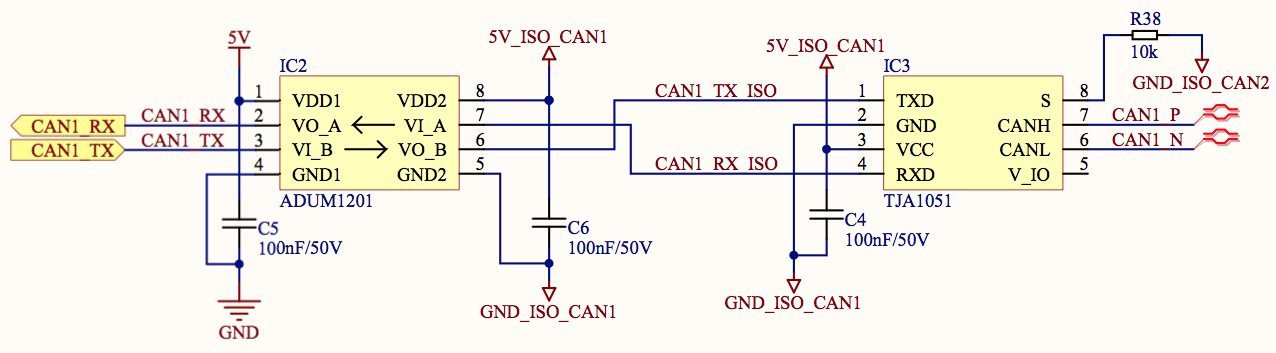 5V
IC2
1
VDD1
VDD2
8
CAN1_RX
CAN1_RX
2
VO_A
VI_A
7
CAN1_TX
CAN1_TX
3
VI_B
VO_B
6
4
GND1
GND2
5
ADUM1201
C5
100nF/50V
GND
5V_ISO_CAN1
C6
100nF/50V
GND_ISO_CAN1
CAN1_TX_ISO
CAN1_RX_ISO
5V_ISO_CAN1
IC3
1
TXD
S
8
2
GND
CANH
7
3
VCC
CANL
6
4
RXD
V_IO
5
TJA1051
C4
100nF/50V
GND_ISO_CAN1
R38
10k
GND_ISO_CAN2
CAN1_P
CAN1_N